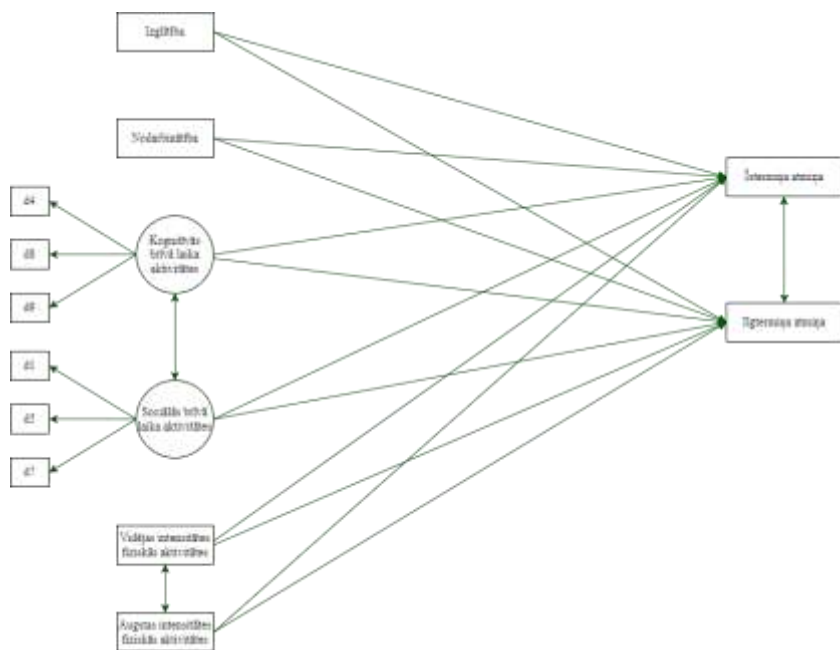 Izglītība
Nodarbinātība
Īstermiņa atmiņa
d4
d8
d9
Kognitīvās
brīvā laika
aktivitātes
Ilgtermiņa atmiņa
d1
d2
d7
Sociālās brīvā
laika aktivitātes
Vidējas intensitātes
fiziskās aktivitātes
Augstas intensitātes
fiziskās aktivitātes